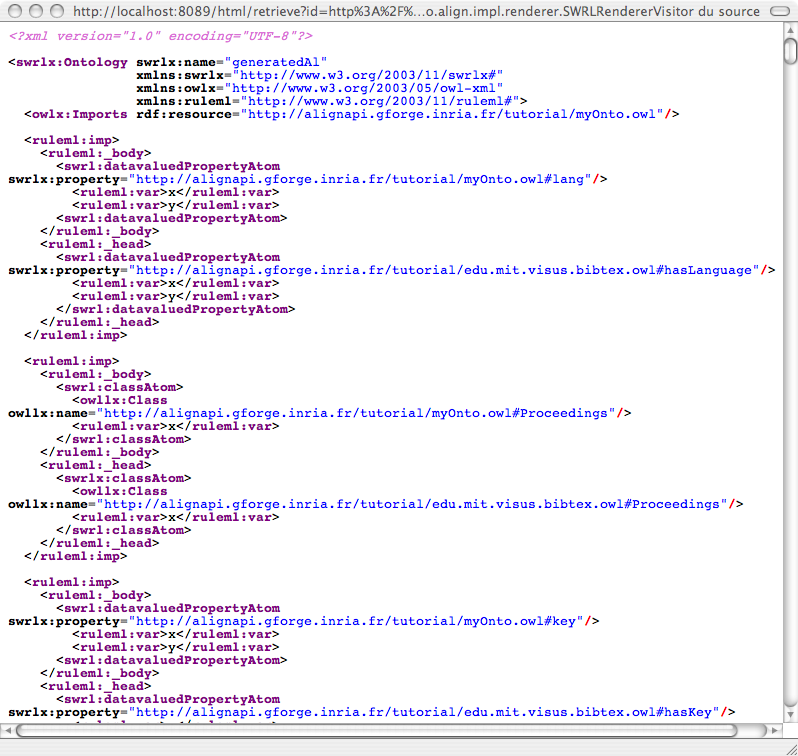 http://localhost:8089/html/retrieve?id=http%3A%2F%...o.align.impl.renderer.SWRLRendererVisitor du source
<?xml version="1.0" encoding="UTF-8"?>
<swrlx:Ontology swrlx:name="generatedAl"
xmlns:swrlx="http://www.w3.org/2003/11/swrlx#"
xmlns:owlx="http://www.w3.org/2003/05/owl-xml"
xmlns:ruleml="http://www.w3.org/2003/11/ruleml#">
<owlx:Imports rdf:resource="http://alignapi.gforge.inria.fr/tutorial/myOnto.owl"/>
<ruleml:imp>
<ruleml:_body>
<swrl:datavaluedPropertyAtom
swrlx:property="http://alignapi.gforge.inria.fr/tutorial/myOnto.owl#lang"/>
<ruleml:var>x</ruleml:var>
<ruleml:var>y</ruleml:var>
<swrl:datavaluedPropertyAtom>
</ruleml:_body>
<ruleml:_head>
<swrl:datavaluedPropertyAtom
swrlx:property="http://alignapi.gforge.inria.fr/tutorial/edu.mit.visus.bibtex.owl#hasLanguage"/>
<ruleml:var>x</ruleml:var>
<ruleml:var>y</ruleml:var>
</swrl:datavaluedPropertyAtom>
</ruleml:_head>
</ruleml:imp>
<ruleml:imp>
<ruleml:_body>
<swrl:classAtom>
<owllx:Class
owllx:name="http://alignapi.gforge.inria.fr/tutorial/myOnto.owl#Proceedings"/>
<ruleml:var>x</ruleml:var>
</swrl:classAtom>
</ruleml:_body>
<ruleml:_head>
<swrlx:classAtom>
<owllx:Class
owllx:name="http://alignapi.gforge.inria.fr/tutorial/edu.mit.visus.bibtex.owl#Proceedings"/>
<ruleml:var>x</ruleml:var>
</swrl:classAtom>
</ruleml:_head>
</ruleml:imp>
<ruleml:imp>
<ruleml:_body>
<swrl:datavaluedPropertyAtom
swrlx:property="http://alignapi.gforge.inria.fr/tutorial/myOnto.owl#key"/>
<ruleml:var>x</ruleml:var>
<ruleml:var>y</ruleml:var>
<swrl:datavaluedPropertyAtom>
</ruleml:_body>
<ruleml:_head>
<swrl:datavaluedPropertyAtom
swrlx:property="http://alignapi.gforge.inria.fr/tutorial/edu.mit.visus.bibtex.owl#hasKey"/>